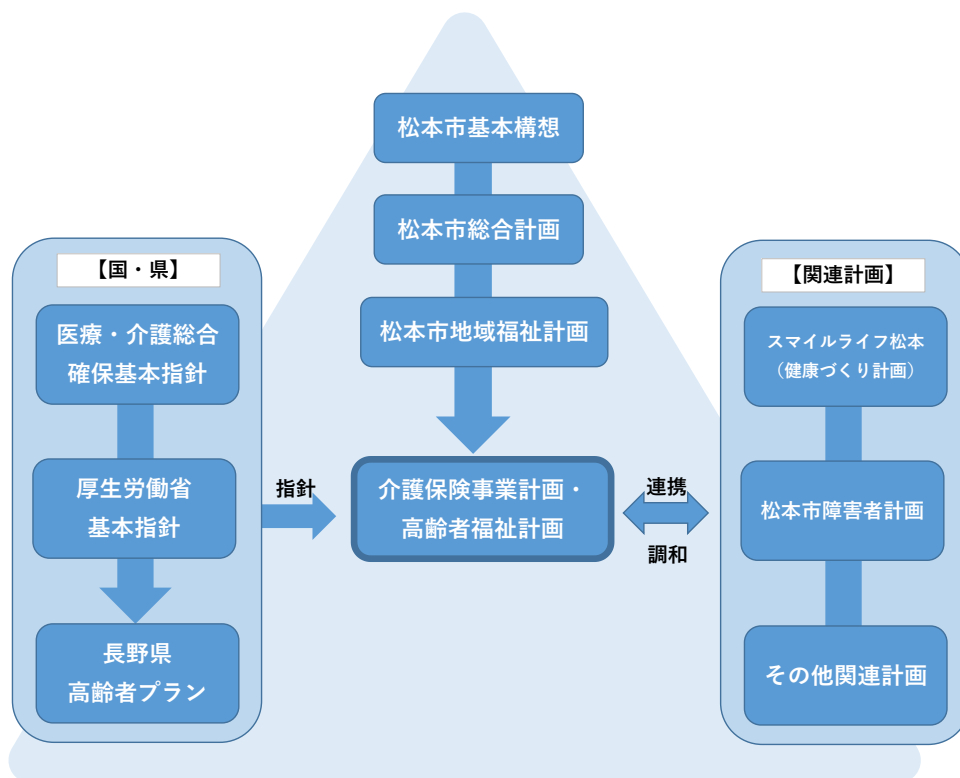 松本市基本構想
松本市総合計画
松本市地域福祉計画
【国・県】
医療・介護総合
確保基本指針
厚生労働省
基本指針
長野県
高齢者プラン
指針
介護保険事業計画・
高齢者福祉計画
連携
調和
【関連計画】
スマイルライフ松本
（健康づくり計画）
松本市障害者計画
その他関連計画